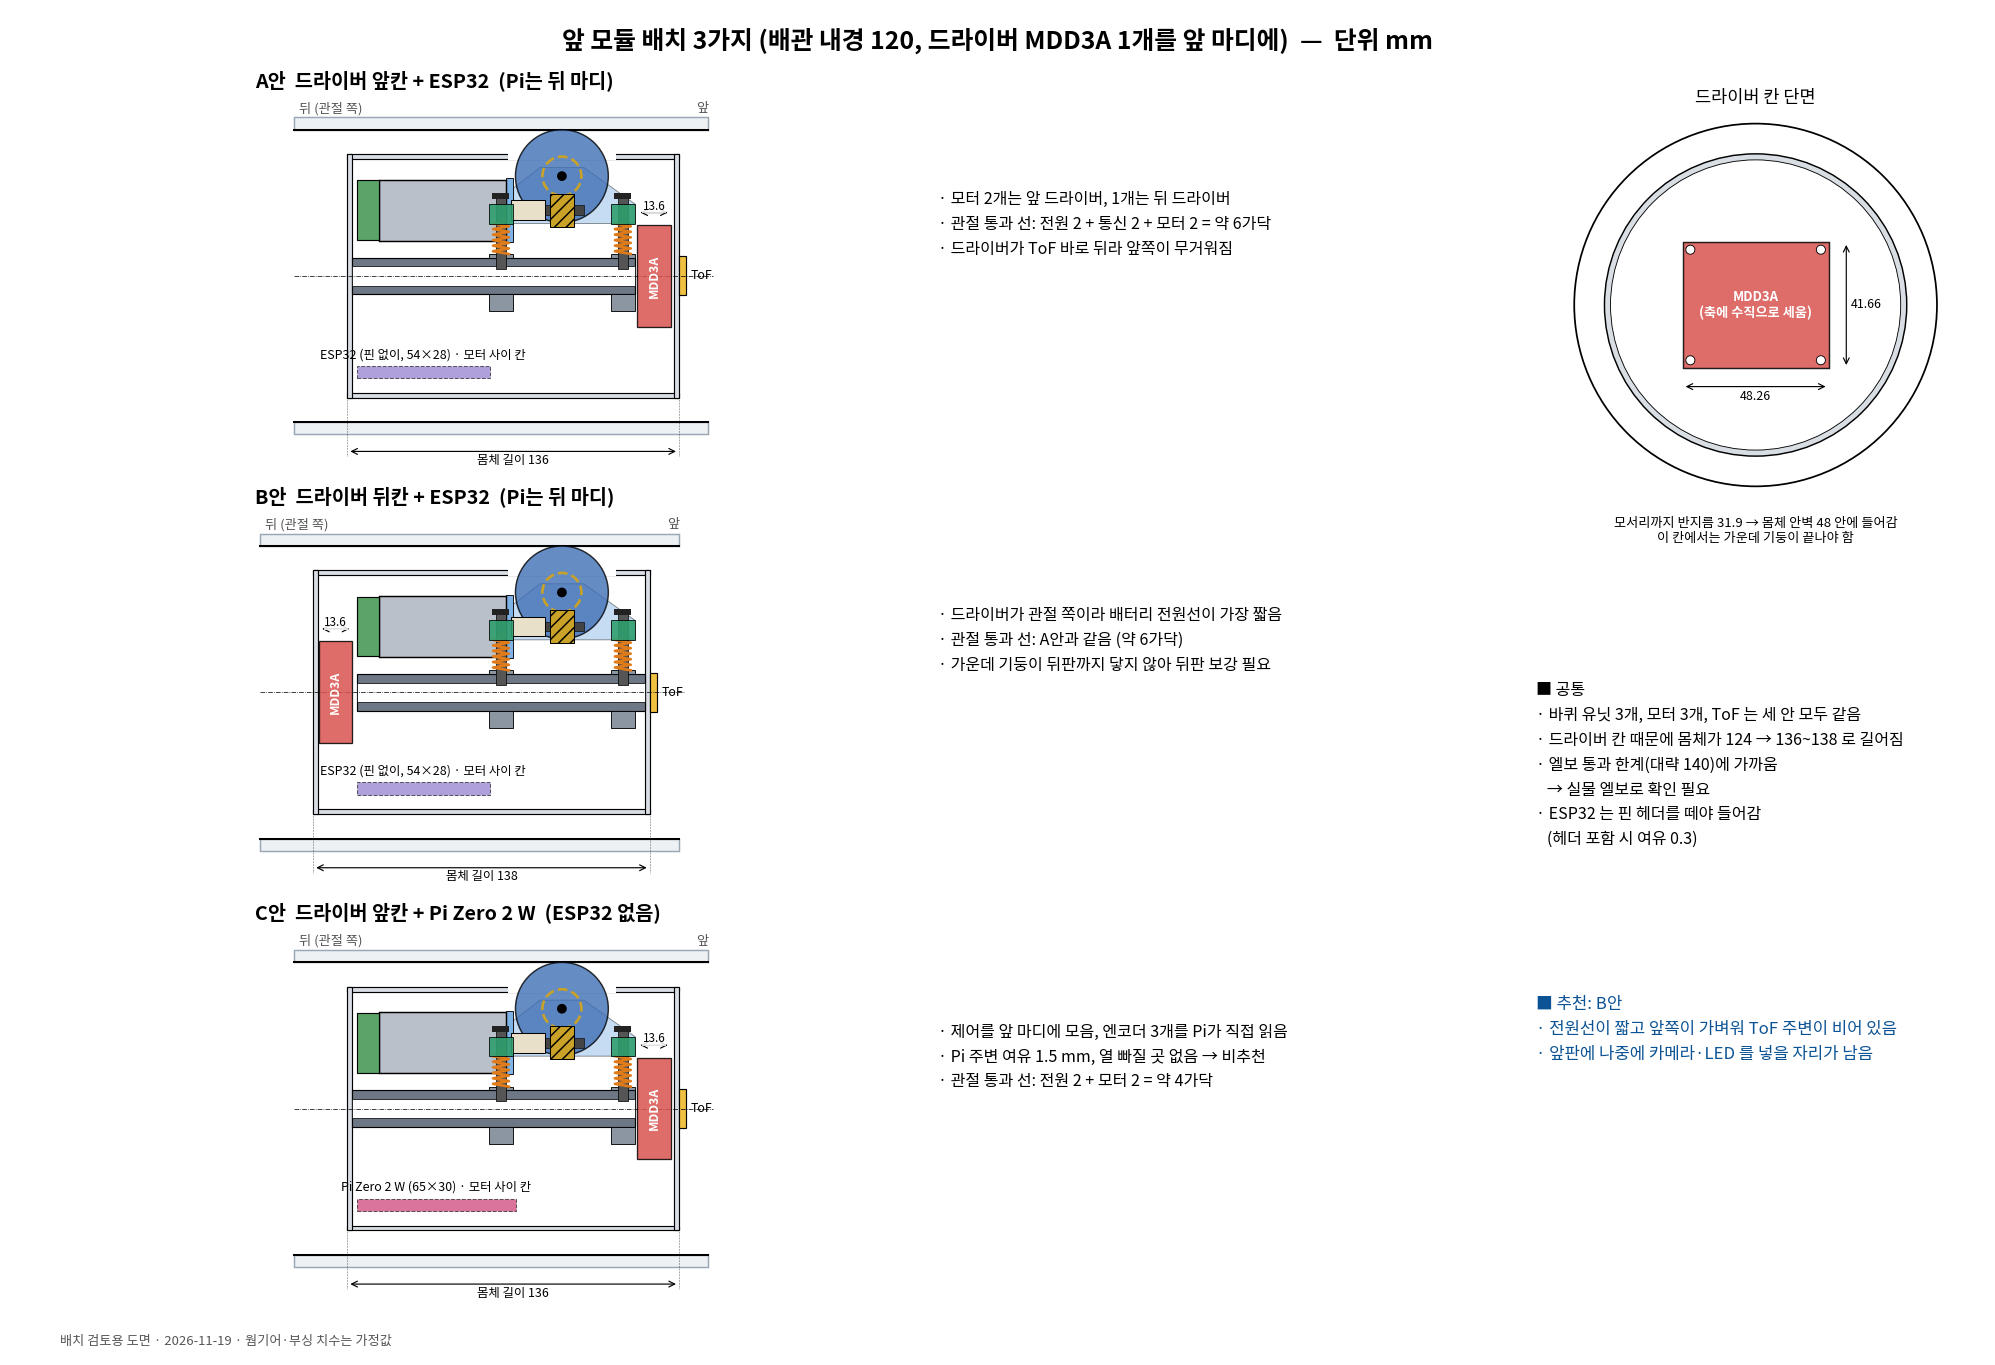 앞 모듈 배치 3가지 (배관 내경 120, 드라이버 MDD3A 1개를 앞 마디에) — 단위 mm
A안 드라이버 앞칸 + ESP32 (Pi는 뒤 마디)
뒤 (관절 쪽)
앞
13.6
MDD3A
ToF
ESP32 (핀 없이, 54×28) · 모터 사이 칸
몸체 길이 136
· 모터 2개는 앞 드라이버, 1개는 뒤 드라이버
· 관절 통과 선: 전원 2 + 통신 2 + 모터 2 = 약 6가닥
· 드라이버가 ToF 바로 뒤라 앞쪽이 무거워짐
드라이버 칸 단면
MDD3A
(축에 수직으로 세움)
41.66
48.26
모서리까지 반지름 31.9 → 몸체 안벽 48 안에 들어감
이 칸에서는 가운데 기둥이 끝나야 함
B안 드라이버 뒤칸 + ESP32 (Pi는 뒤 마디)
뒤 (관절 쪽)
앞
13.6
MDD3A
ToF
ESP32 (핀 없이, 54×28) · 모터 사이 칸
몸체 길이 138
· 드라이버가 관절 쪽이라 배터리 전원선이 가장 짧음
· 관절 통과 선: A안과 같음 (약 6가닥)
· 가운데 기둥이 뒤판까지 닿지 않아 뒤판 보강 필요
■ 공통
· 바퀴 유닛 3개, 모터 3개, ToF 는 세 안 모두 같음
· 드라이버 칸 때문에 몸체가 124 → 136~138 로 길어짐
· 엘보 통과 한계(대략 140)에 가까움
→ 실물 엘보로 확인 필요
· ESP32 는 핀 헤더를 떼야 들어감
(헤더 포함 시 여유 0.3)
C안 드라이버 앞칸 + Pi Zero 2 W (ESP32 없음)
뒤 (관절 쪽)
앞
13.6
MDD3A
ToF
Pi Zero 2 W (65×30) · 모터 사이 칸
몸체 길이 136
· 제어를 앞 마디에 모음, 엔코더 3개를 Pi가 직접 읽음
· Pi 주변 여유 1.5 mm, 열 빠질 곳 없음 → 비추천
· 관절 통과 선: 전원 2 + 모터 2 = 약 4가닥
■ 추천: B안
· 전원선이 짧고 앞쪽이 가벼워 ToF 주변이 비어 있음
· 앞판에 나중에 카메라·LED 를 넣을 자리가 남음
배치 검토용 도면 · 2026-11-19 · 웜기어·부싱 치수는 가정값